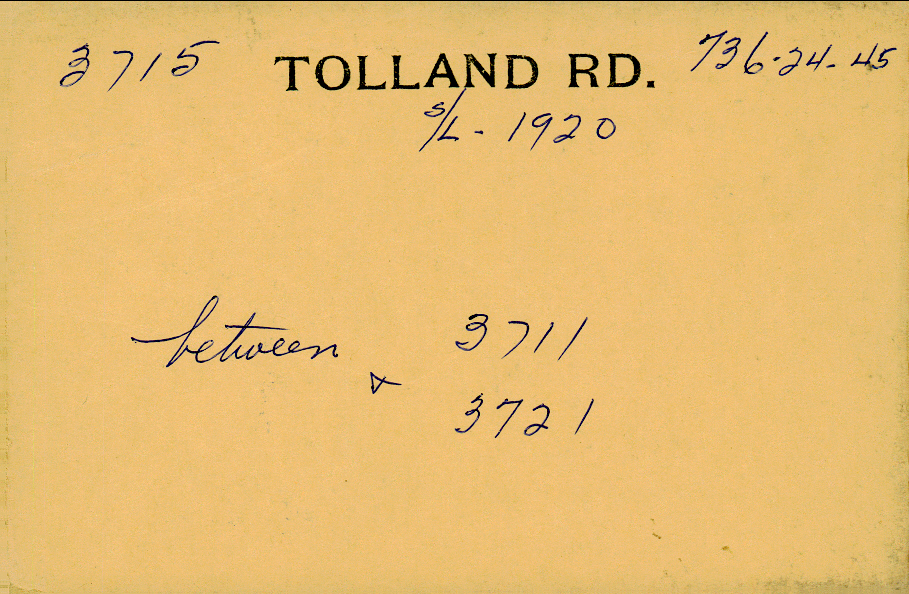 3715 TOLLAND RD. 736-24-45
S/L - 1920
between 3711
&
3721